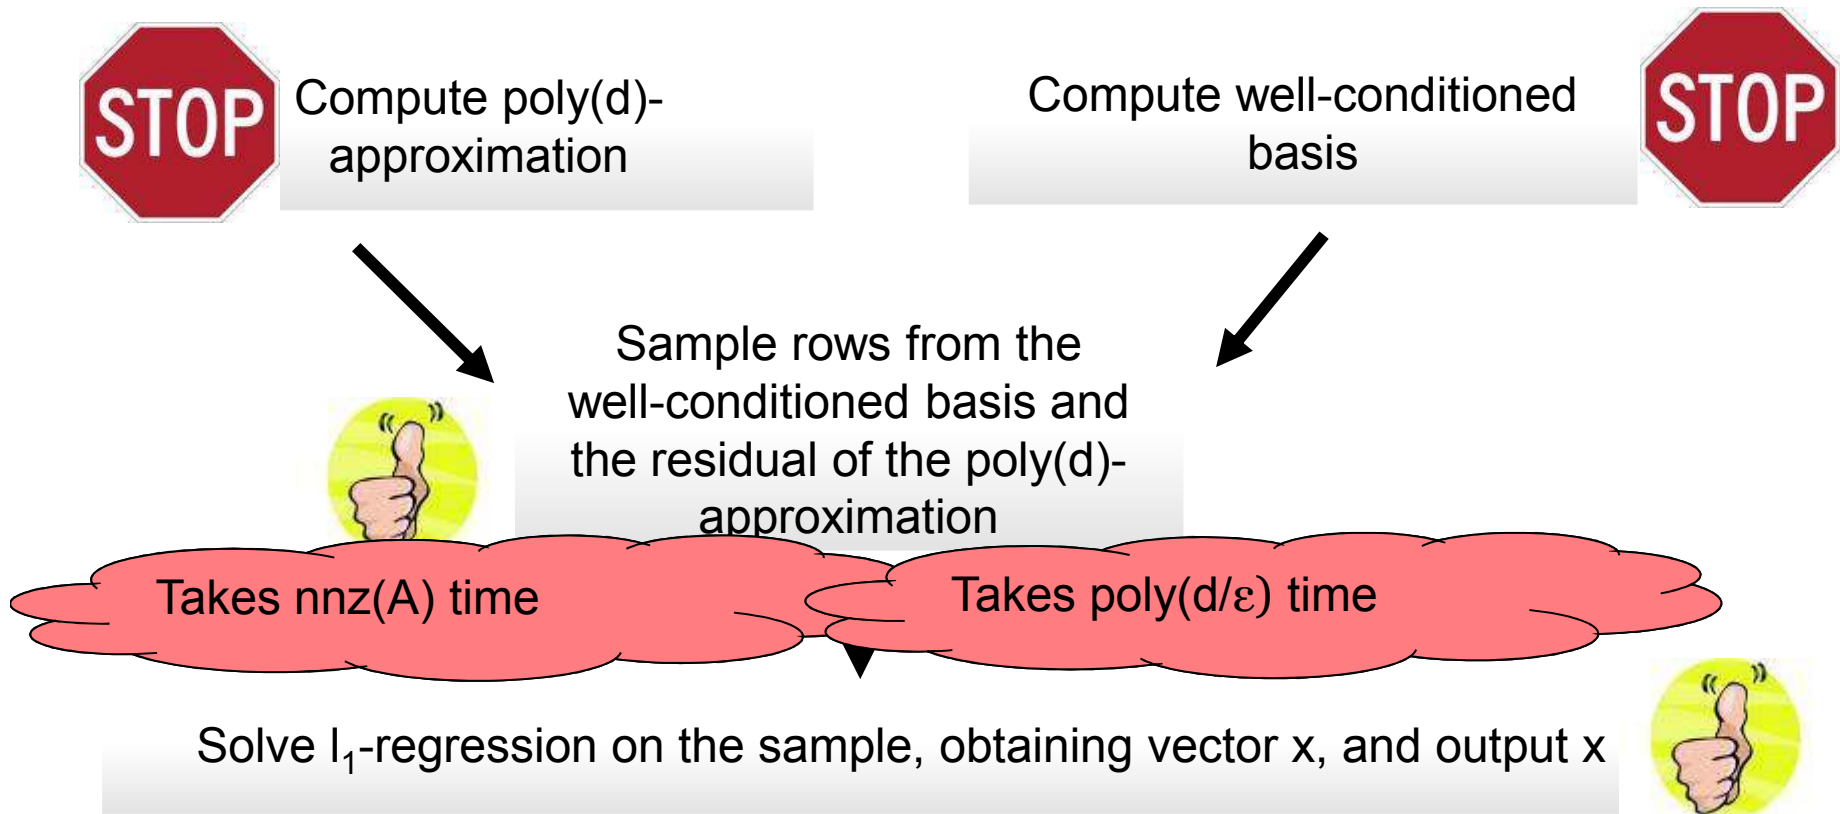 STOP
Compute poly(d)-
approximation
Compute well-conditioned
basis
STOP
Sample rows from the
well-conditioned basis and
the residual of the poly(d)-
approximation
Takes nnz(A) time
Takes poly(d/ε) time
Solve l₁-regression on the sample, obtaining vector x, and output x